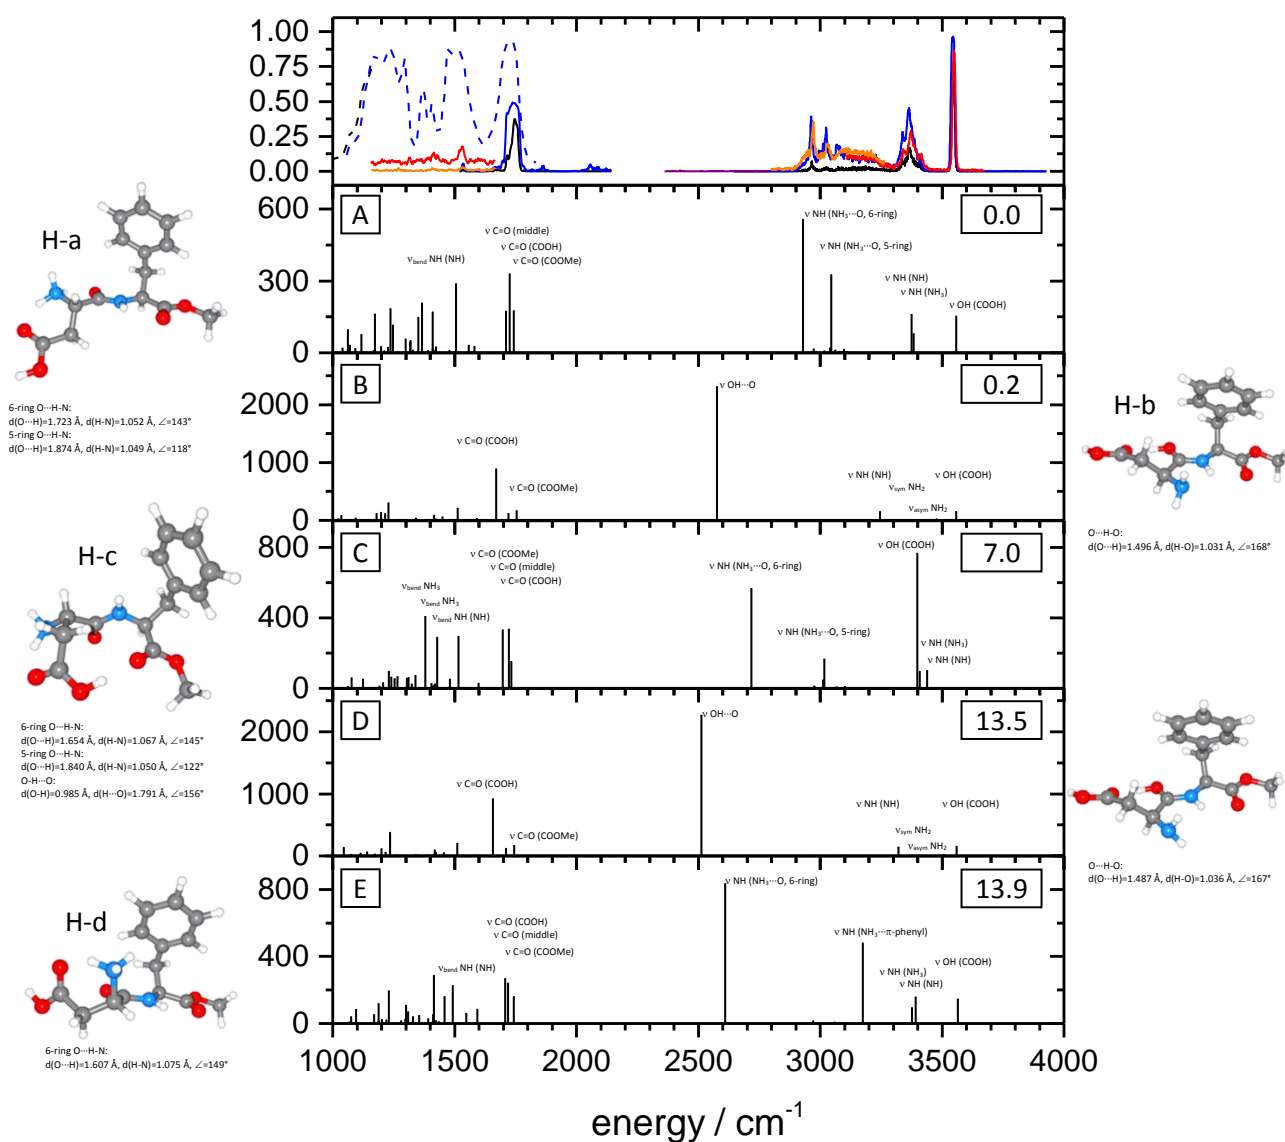 1.00
0.75
0.50
0.25
0.00
A
0.0
600
300
0
ν NH (NH₃···O, 6-ring)
ν C=O (middle)
ν C=O (COOH)
ν NH (NH₃···O, 5-ring)
ν_bend NH (NH)
ν C=O (COOMe)
ν NH (NH)
ν NH (NH₃)
ν OH (COOH)
H-a
6-ring O···H-N:
d(O···H)=1.723 Å, d(H-N)=1.052 Å, ∠=143°
5-ring O···H-N:
d(O···H)=1.874 Å, d(H-N)=1.049 Å, ∠=118°
B
0.2
2000
1000
0
ν OH···O
ν C=O (COOH)
ν C=O (COOMe)
ν NH (NH)
ν OH (COOH)
ν_sym NH₂
ν_asym NH₂
H-b
O···H-O:
d(O···H)=1.496 Å, d(H-O)=1.031 Å, ∠=168°
C
7.0
800
400
0
ν C=O (COOMe)
ν OH (COOH)
ν C=O (middle)
ν NH (NH₃···O, 6-ring)
ν C=O (COOH)
ν_bend NH₃
ν_bend NH₃
ν_bend NH (NH)
ν NH (NH₃···O, 5-ring)
ν NH (NH₃)
ν NH (NH)
H-c
6-ring O···H-N:
d(O···H)=1.654 Å, d(H-N)=1.067 Å, ∠=145°
5-ring O···H-N:
d(O···H)=1.840 Å, d(H-N)=1.050 Å, ∠=122°
O-H···O:
d(O-H)=0.985 Å, d(H···O)=1.791 Å, ∠=156°
D
13.5
2000
1000
0
ν OH···O
ν C=O (COOH)
ν C=O (COOMe)
ν NH (NH)
ν OH (COOH)
ν_sym NH₂
ν_asym NH₂
O···H-O:
d(O···H)=1.487 Å, d(H-O)=1.036 Å, ∠=167°
E
13.9
800
400
0
ν NH (NH₃···O, 6-ring)
ν C=O (COOH)
ν C=O (middle)
ν C=O (COOMe)
ν_bend NH (NH)
ν NH (NH₃···π-phenyl)
ν OH (COOH)
ν NH (NH₃)
ν NH (NH)
H-d
6-ring O···H-N:
d(O···H)=1.607 Å, d(H-N)=1.075 Å, ∠=149°
1000 1500 2000 2500 3000 3500 4000
energy / cm⁻¹